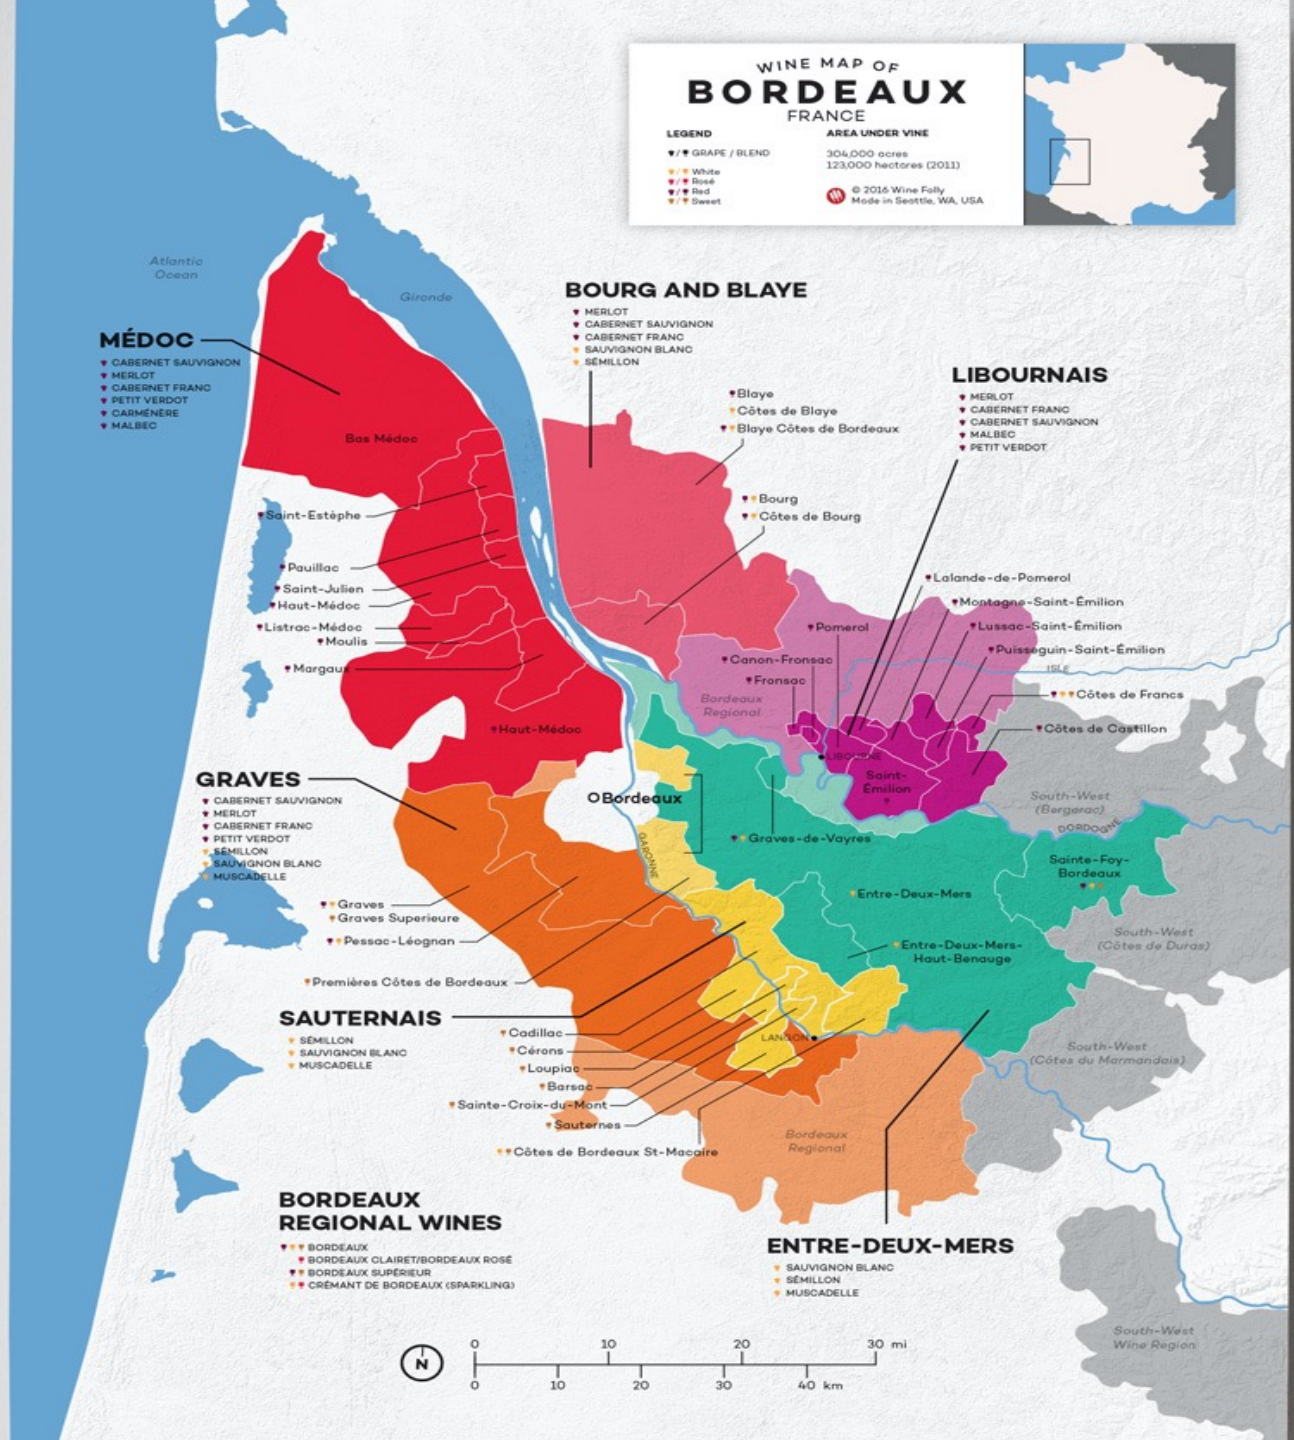 WINE MAP OF
BORDEAUX
FRANCE
LEGEND
GRAPE / BLEND
White
Rosé
Red
Sweet
AREA UNDER VINE
304,000 acres
123,000 hectares (2011)
© 2016 Wine Folly
Made in Seattle, WA, USA
Atlantic
Ocean
Gironde
MÉDOC
CABERNET SAUVIGNON
MERLOT
CABERNET FRANC
PETIT VERDOT
CARMÉNÈRE
MALBEC
BOURG AND BLAYE
MERLOT
CABERNET SAUVIGNON
CABERNET FRANC
SAUVIGNON BLANC
SÉMILLON
Blaye
Côtes de Blaye
Blaye Côtes de Bordeaux
Bourg
Côtes de Bourg
LIBOURNAIS
MERLOT
CABERNET FRANC
CABERNET SAUVIGNON
MALBEC
PETIT VERDOT
Bas Médoc
Saint-Estèphe
Pauillac
Saint-Julien
Haut-Médoc
Listrac-Médoc
Moulis
Margaux
Haut-Médoc
Lalande-de-Pomerol
Montagne-Saint-Émilion
Lussac-Saint-Émilion
Puisseguin-Saint-Émilion
ISLE
Pomerol
Canon-Fronsac
Fronsac
Bordeaux
Regional
Côtes de Francs
Côtes de Castillon
LIBOURNE
Saint-
Émilion
South-West
(Bergerac)
DORDOGNE
GRAVES
CABERNET SAUVIGNON
MERLOT
CABERNET FRANC
PETIT VERDOT
SÉMILLON
SAUVIGNON BLANC
MUSCADELLE
Bordeaux
GARONNE
Graves-de-Vayres
Sainte-Foy-
Bordeaux
Entre-Deux-Mers
Entre-Deux-Mers-
Haut-Benauge
South-West
(Côtes de Duras)
Graves
Graves Superieure
Pessac-Léognan
Premières Côtes de Bordeaux
SAUTERNAIS
SÉMILLON
SAUVIGNON BLANC
MUSCADELLE
Cadillac
Cérons
Loupiac
Barsac
Sainte-Croix-du-Mont
Sauternes
Côtes de Bordeaux St-Macaire
LANGON
South-West
(Côtes du Marmandais)
Bordeaux
Regional
BORDEAUX
REGIONAL WINES
BORDEAUX
BORDEAUX CLAIRET/BORDEAUX ROSÉ
BORDEAUX SUPÉRIEUR
CRÉMANT DE BORDEAUX (SPARKLING)
ENTRE-DEUX-MERS
SAUVIGNON BLANC
SÉMILLON
MUSCADELLE
South-West
Wine Region
N
0 10 20 30 mi
0 10 20 30 40 km